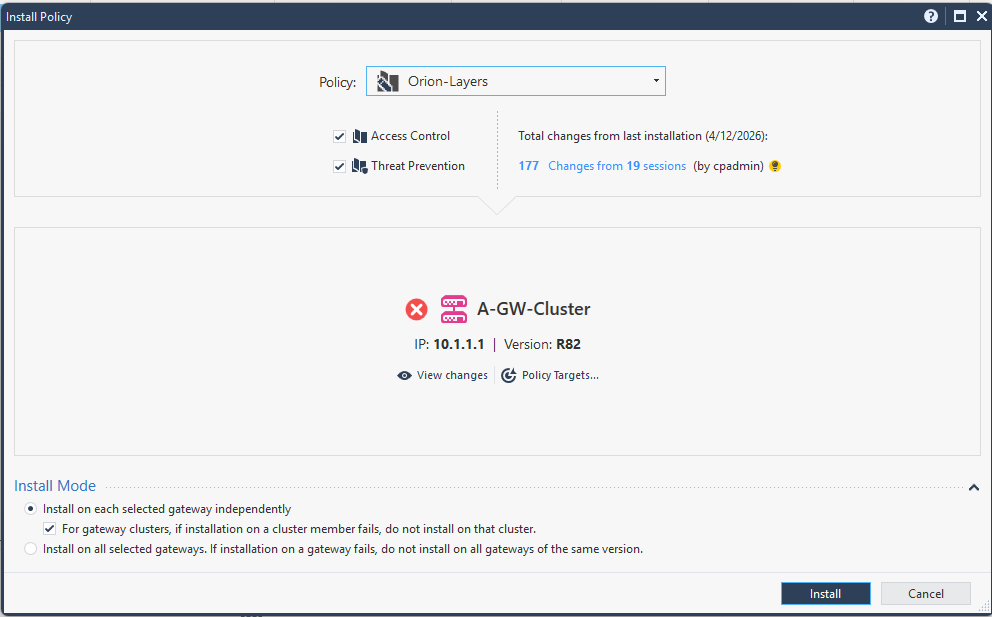 Install Policy
Policy: Orion-Layers
Access Control
Threat Prevention
Total changes from last installation (4/12/2026):
177 Changes from 19 sessions (by cpadmin)
A-GW-Cluster
IP: 10.1.1.1 | Version: R82
View changes Policy Targets...
Install Mode
Install on each selected gateway independently
For gateway clusters, if installation on a cluster member fails, do not install on that cluster.
Install on all selected gateways. If installation on a gateway fails, do not install on all gateways of the same version.
Install Cancel